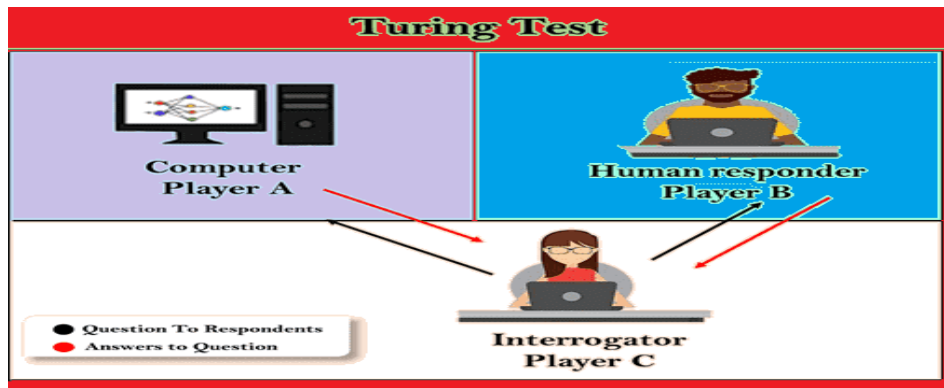 Turing Test
Computer
Player A
Human responder
Player B
Interrogator
Player C
Question To Respondents
Answers to Question